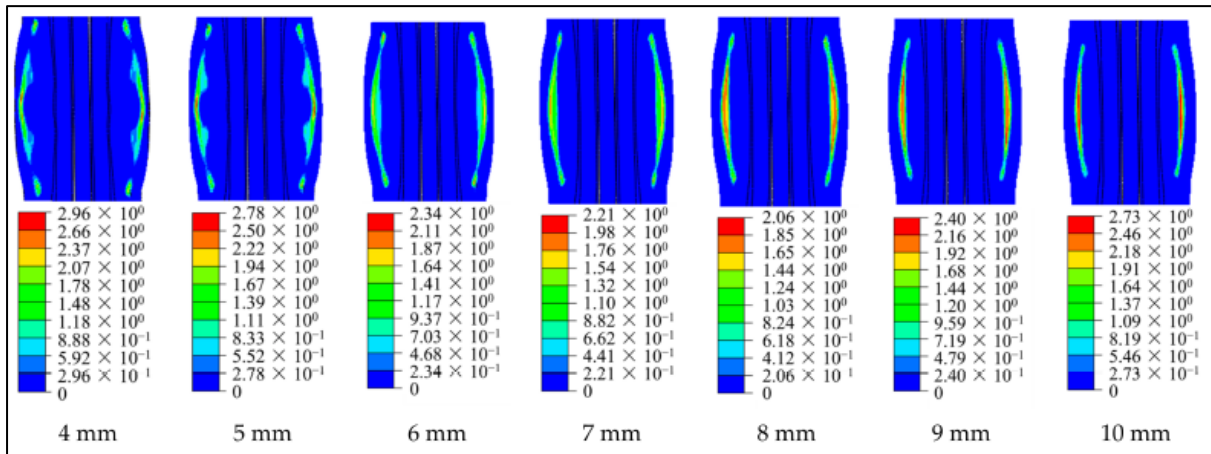 2.96 × 10⁰
2.66 × 10⁰
2.37 × 10⁰
2.07 × 10⁰
1.78 × 10⁰
1.48 × 10⁰
1.18 × 10⁰
8.88 × 10⁻¹
5.92 × 10⁻¹
2.96 × 10⁻¹
0
4 mm
2.78 × 10⁰
2.50 × 10⁰
2.22 × 10⁰
1.94 × 10⁰
1.67 × 10⁰
1.39 × 10⁰
1.11 × 10⁰
8.33 × 10⁻¹
5.52 × 10⁻¹
2.78 × 10⁻¹
0
5 mm
2.34 × 10⁰
2.11 × 10⁰
1.87 × 10⁰
1.64 × 10⁰
1.41 × 10⁰
1.17 × 10⁰
9.37 × 10⁻¹
7.03 × 10⁻¹
4.68 × 10⁻¹
2.34 × 10⁻¹
0
6 mm
2.21 × 10⁰
1.98 × 10⁰
1.76 × 10⁰
1.54 × 10⁰
1.32 × 10⁰
1.10 × 10⁰
8.82 × 10⁻¹
6.62 × 10⁻¹
4.41 × 10⁻¹
2.21 × 10⁻¹
0
7 mm
2.06 × 10⁰
1.85 × 10⁰
1.65 × 10⁰
1.44 × 10⁰
1.24 × 10⁰
1.03 × 10⁰
8.24 × 10⁻¹
6.18 × 10⁻¹
4.12 × 10⁻¹
2.06 × 10⁻¹
0
8 mm
2.40 × 10⁰
2.16 × 10⁰
1.92 × 10⁰
1.68 × 10⁰
1.44 × 10⁰
1.20 × 10⁰
9.59 × 10⁻¹
7.19 × 10⁻¹
4.79 × 10⁻¹
2.40 × 10⁻¹
0
9 mm
2.73 × 10⁰
2.46 × 10⁰
2.18 × 10⁰
1.91 × 10⁰
1.64 × 10⁰
1.37 × 10⁰
1.09 × 10⁰
8.19 × 10⁻¹
5.46 × 10⁻¹
2.73 × 10⁻¹
0
10 mm